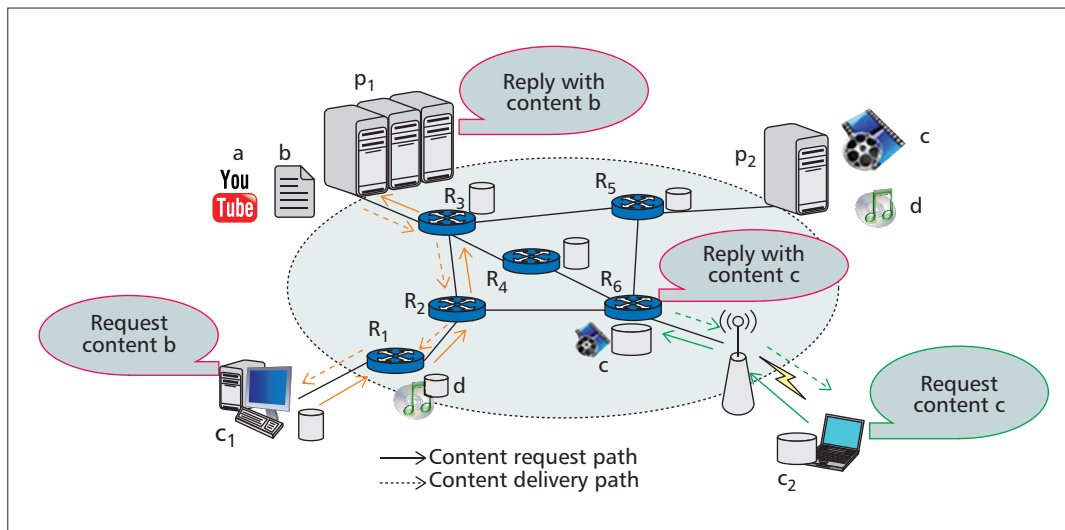 p1
Reply with
content b
a
b
You
Tube
p2
c
d
R3
R5
R4
Reply with
content c
R6
R2
R1
Request
content b
c
d
c1
Request
content c
c2
Content request path
Content delivery path